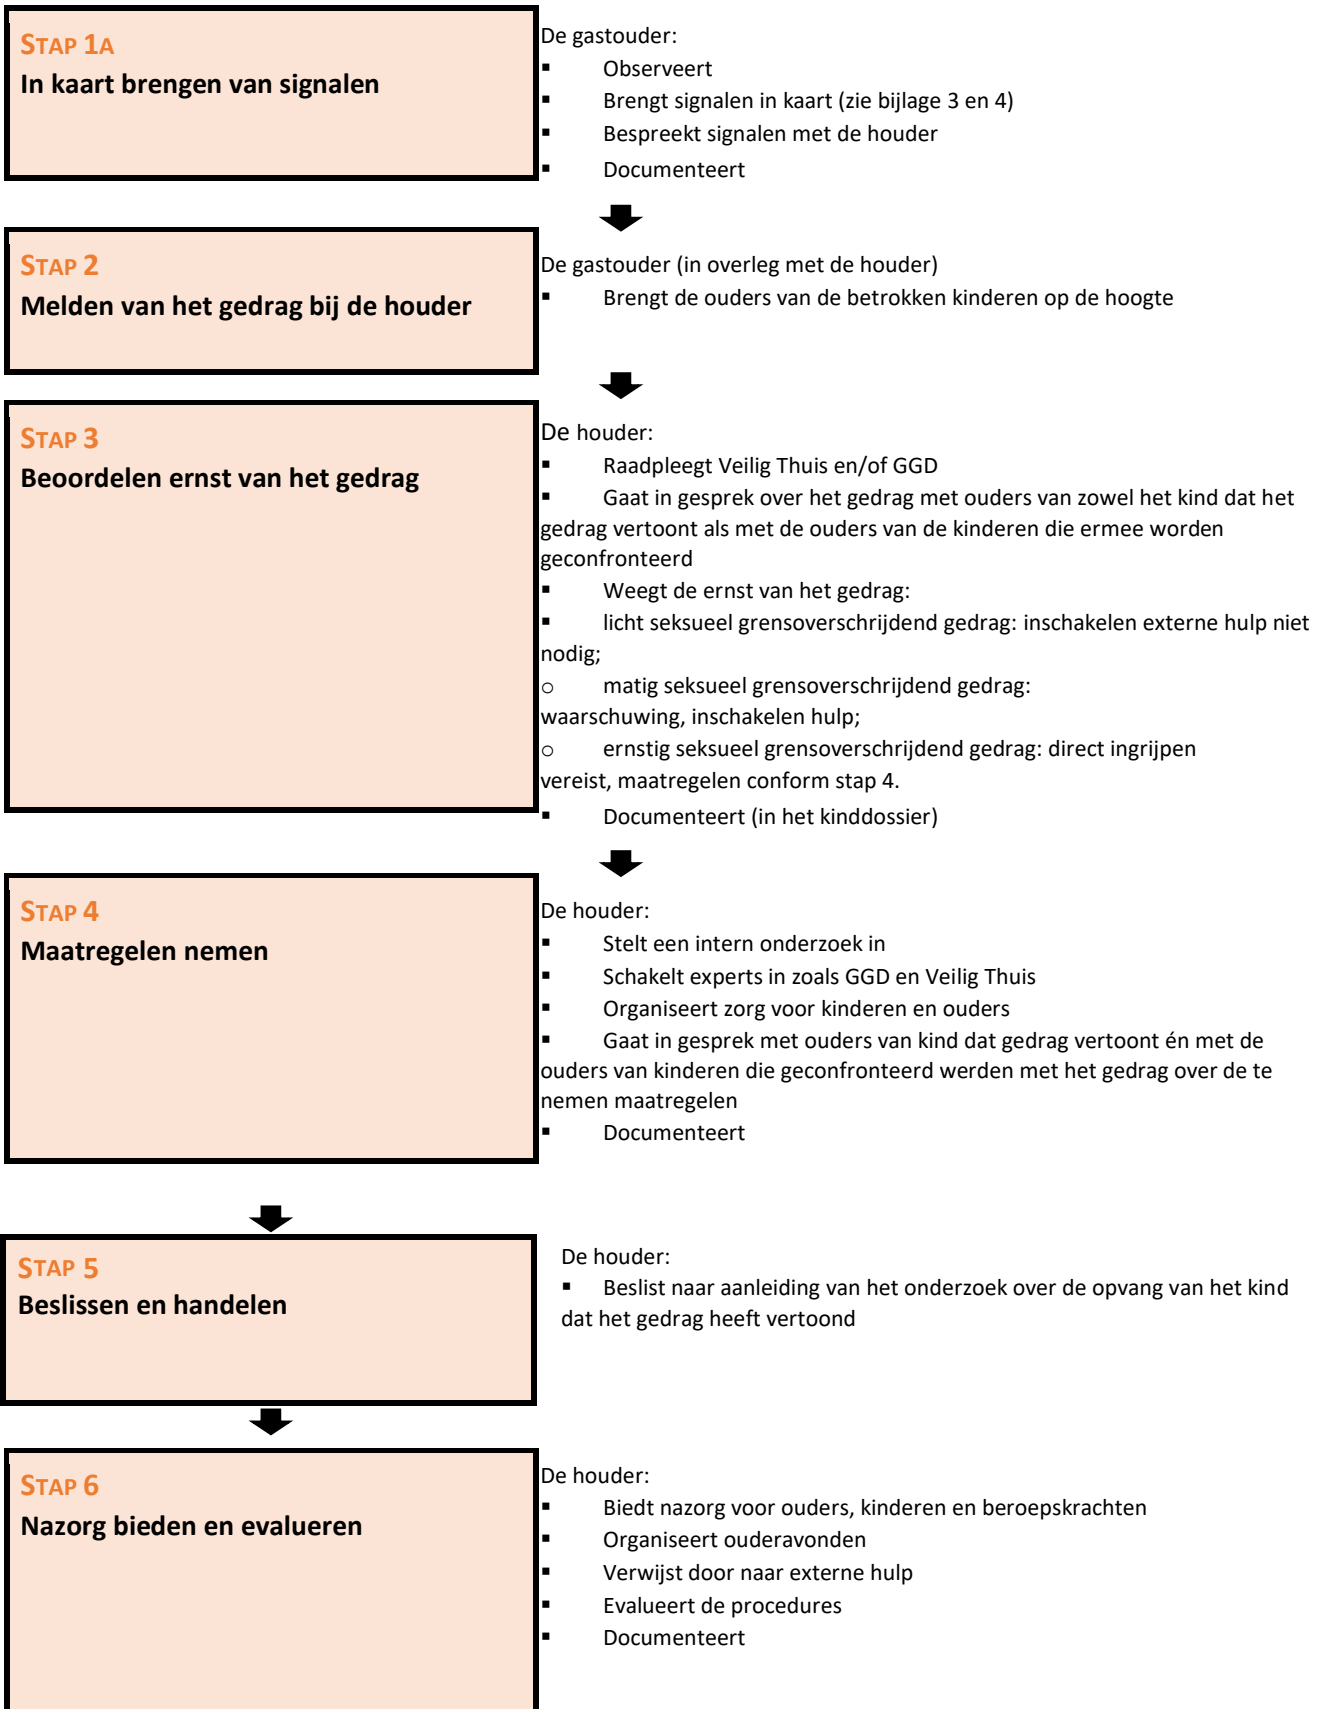 STAP 1A
In kaart brengen van signalen
De gastouder:
▪ Observeert
▪ Brengt signalen in kaart (zie bijlage 3 en 4)
▪ Bespreekt signalen met de houder
▪ Documenteert
STAP 2
Melden van het gedrag bij de houder
De gastouder (in overleg met de houder)
▪ Brengt de ouders van de betrokken kinderen op de hoogte
STAP 3
Beoordelen ernst van het gedrag
De houder:
▪ Raadpleegt Veilig Thuis en/of GGD
▪ Gaat in gesprek over het gedrag met ouders van zowel het kind dat het
gedrag vertoont als met de ouders van de kinderen die ermee worden
geconfronteerd
▪ Weegt de ernst van het gedrag:
▪ licht seksueel grensoverschrijdend gedrag: inschakelen externe hulp niet
nodig;
o matig seksueel grensoverschrijdend gedrag:
waarschuwing, inschakelen hulp;
o ernstig seksueel grensoverschrijdend gedrag: direct ingrijpen
vereist, maatregelen conform stap 4.
▪ Documenteert (in het kinddossier)
STAP 4
Maatregelen nemen
De houder:
▪ Stelt een intern onderzoek in
▪ Schakelt experts in zoals GGD en Veilig Thuis
▪ Organiseert zorg voor kinderen en ouders
▪ Gaat in gesprek met ouders van kind dat gedrag vertoont én met de
ouders van kinderen die geconfronteerd werden met het gedrag over de te
nemen maatregelen
▪ Documenteert
STAP 5
Beslissen en handelen
De houder:
▪ Beslist naar aanleiding van het onderzoek over de opvang van het kind
dat het gedrag heeft vertoond
STAP 6
Nazorg bieden en evalueren
De houder:
▪ Biedt nazorg voor ouders, kinderen en beroepskrachten
▪ Organiseert ouderavonden
▪ Verwijst door naar externe hulp
▪ Evalueert de procedures
▪ Documenteert